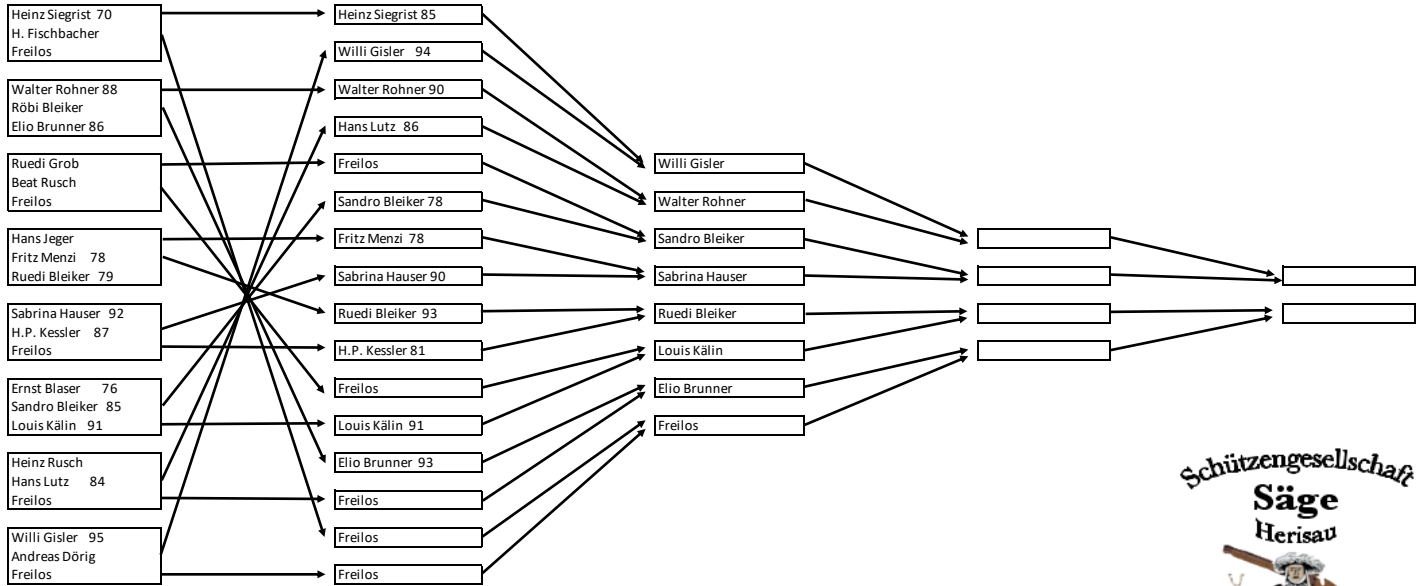 Heinz Siegrist 70
H. Fischbacher
Freilos
Walter Rohner 88
Röbi Bleiker
Elio Brunner 86
Ruedi Grob
Beat Rusch
Freilos
Hans Jeger
Fritz Menzi 78
Ruedi Bleiker 79
Sabrina Hauser 92
H.P. Kessler 87
Freilos
Ernst Blaser 76
Sandro Bleiker 85
Louis Kälin 91
Heinz Rusch
Hans Lutz 84
Freilos
Willi Gisler 95
Andreas Dörig
Freilos
Heinz Siegrist 85
Willi Gisler 94
Walter Rohner 90
Hans Lutz 86
Freilos
Sandro Bleiker 78
Fritz Menzi 78
Sabrina Hauser 90
Ruedi Bleiker 93
H.P. Kessler 81
Freilos
Louis Kälin 91
Elio Brunner 93
Freilos
Freilos
Freilos
Willi Gisler
Walter Rohner
Sandro Bleiker
Sabrina Hauser
Ruedi Bleiker
Louis Kälin
Elio Brunner
Freilos
Schützengesellschaft
Säge
Herisau